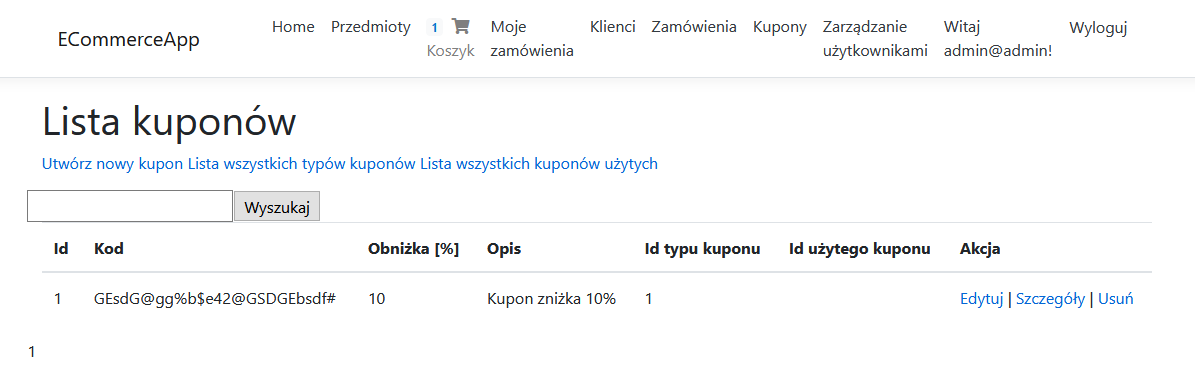 ECommerceApp
Home
Przedmioty
1
Koszyk
Moje
zamówienia
Klienci
Zamówienia
Kupony
Zarządzanie
użytkownikami
Witaj
admin@admin!
Wyloguj
Lista kuponów
Utwórz nowy kupon Lista wszystkich typów kuponów Lista wszystkich kuponów użytych
Wyszukaj
Id Kod Obniżka [%] Opis Id typu kuponu Id użytego kuponu Akcja
1 GEsdG@gg%b$e42@GSDGEbsdf# 10 Kupon zniżka 10% 1 Edytuj | Szczegóły | Usuń
1